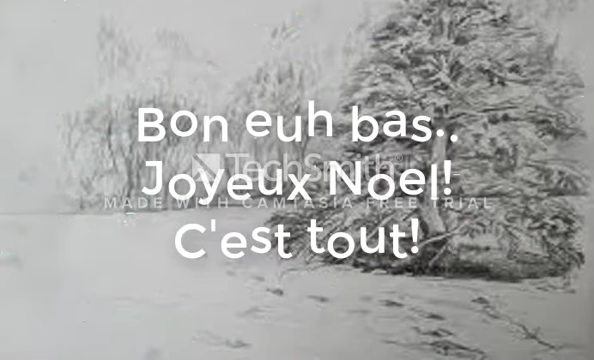 Bon euh bas..
TechSmith
Joyeux Noel!
MADE WITH CAMTASIA FREE TRIAL
C'est tout!